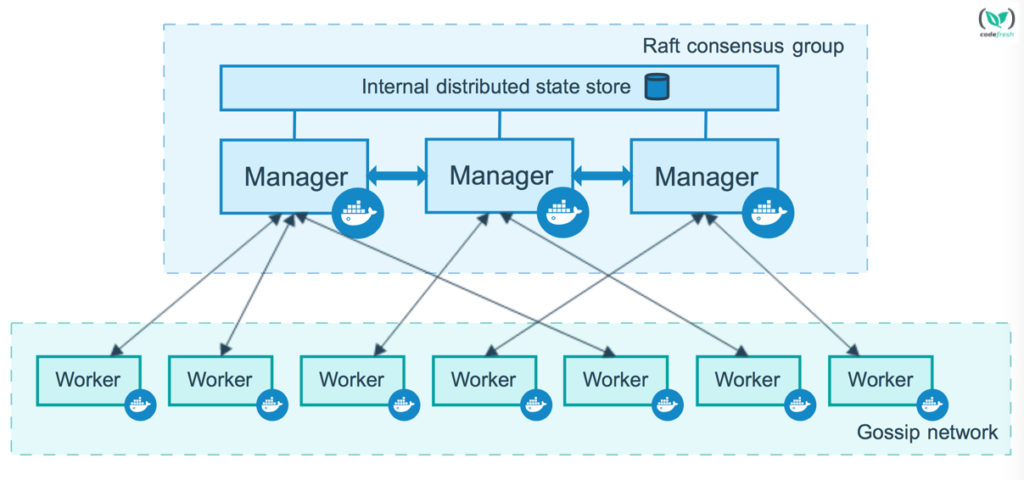 codefresh
Raft consensus group
Internal distributed state store
Manager
Manager
Manager
Worker
Worker
Worker
Worker
Worker
Worker
Worker
Gossip network